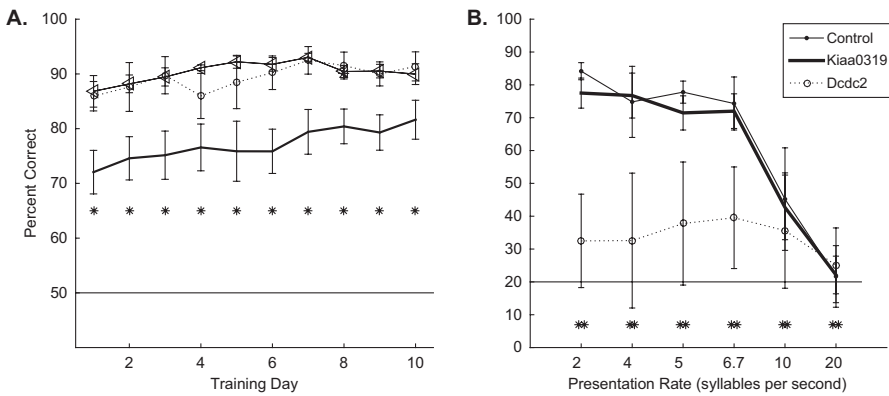 A.
100
90
80
70
60
50
Percent Correct
2 4 6 8 10
Training Day
* * * * * * * * * *
B.
100
90
80
70
60
50
40
30
20
10
0
Control
Kiaa0319
Dcdc2
** ** ** ** ** **
2 4 5 6.7 10 20
Presentation Rate (syllables per second)